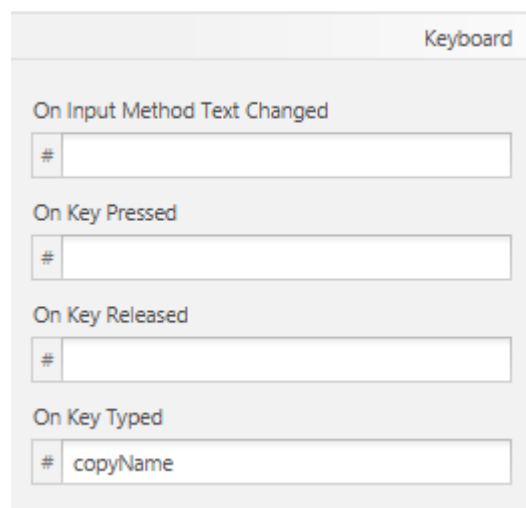 Keyboard
On Input Method Text Changed
#
On Key Pressed
#
On Key Released
#
On Key Typed
# copyName